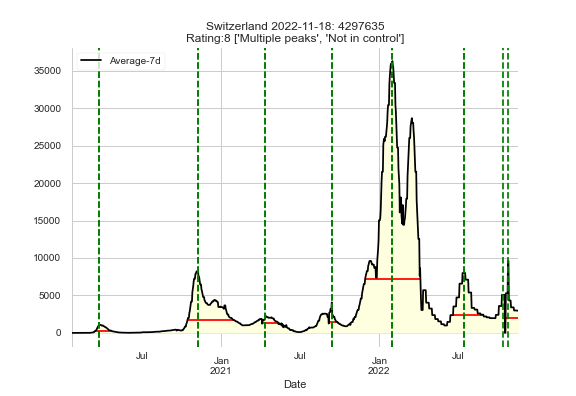 Switzerland 2022-11-18: 4297635
Rating:8 ['Multiple peaks', 'Not in control']
Average-7d
35000
30000
25000
20000
15000
10000
5000
0
Jul
Jan
2021
Jul
Jan
2022
Jul
Date